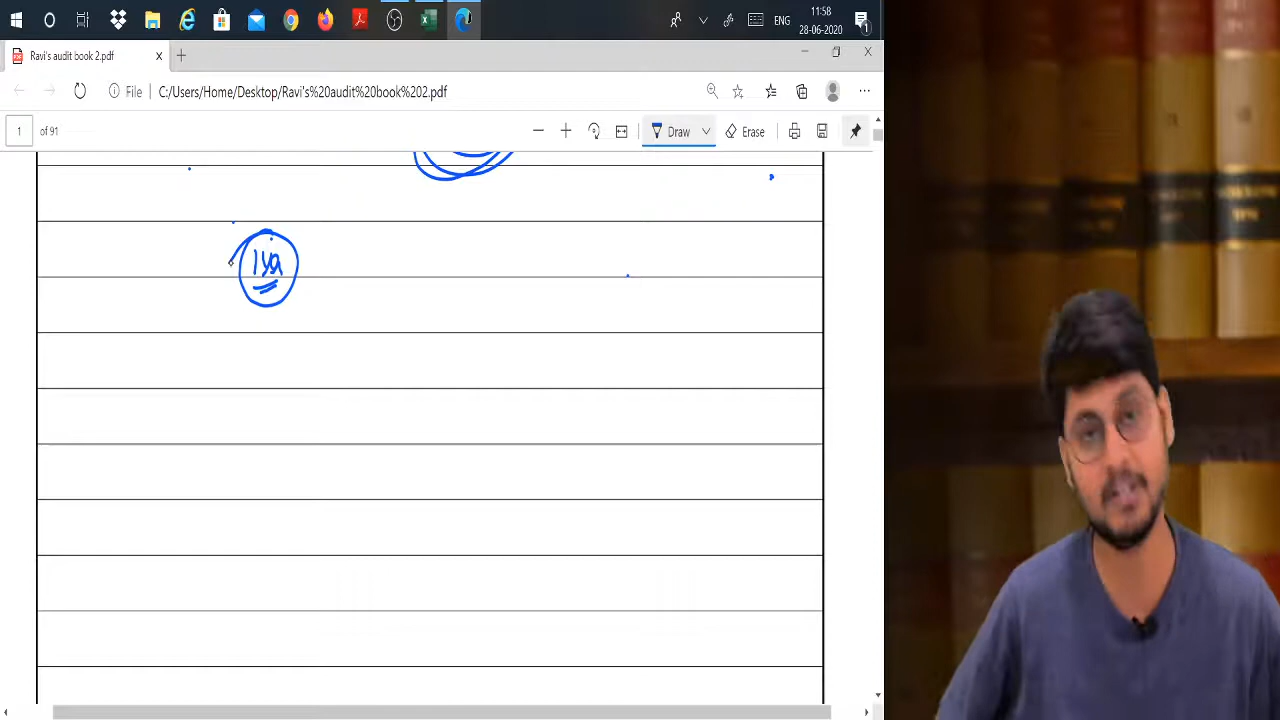 ENG
11:58
28-06-2020
1
Ravi's audit book 2.pdf
File
C:/Users/Home/Desktop/Ravi's%20audit%20book%202.pdf
1 of 91
Draw
Erase